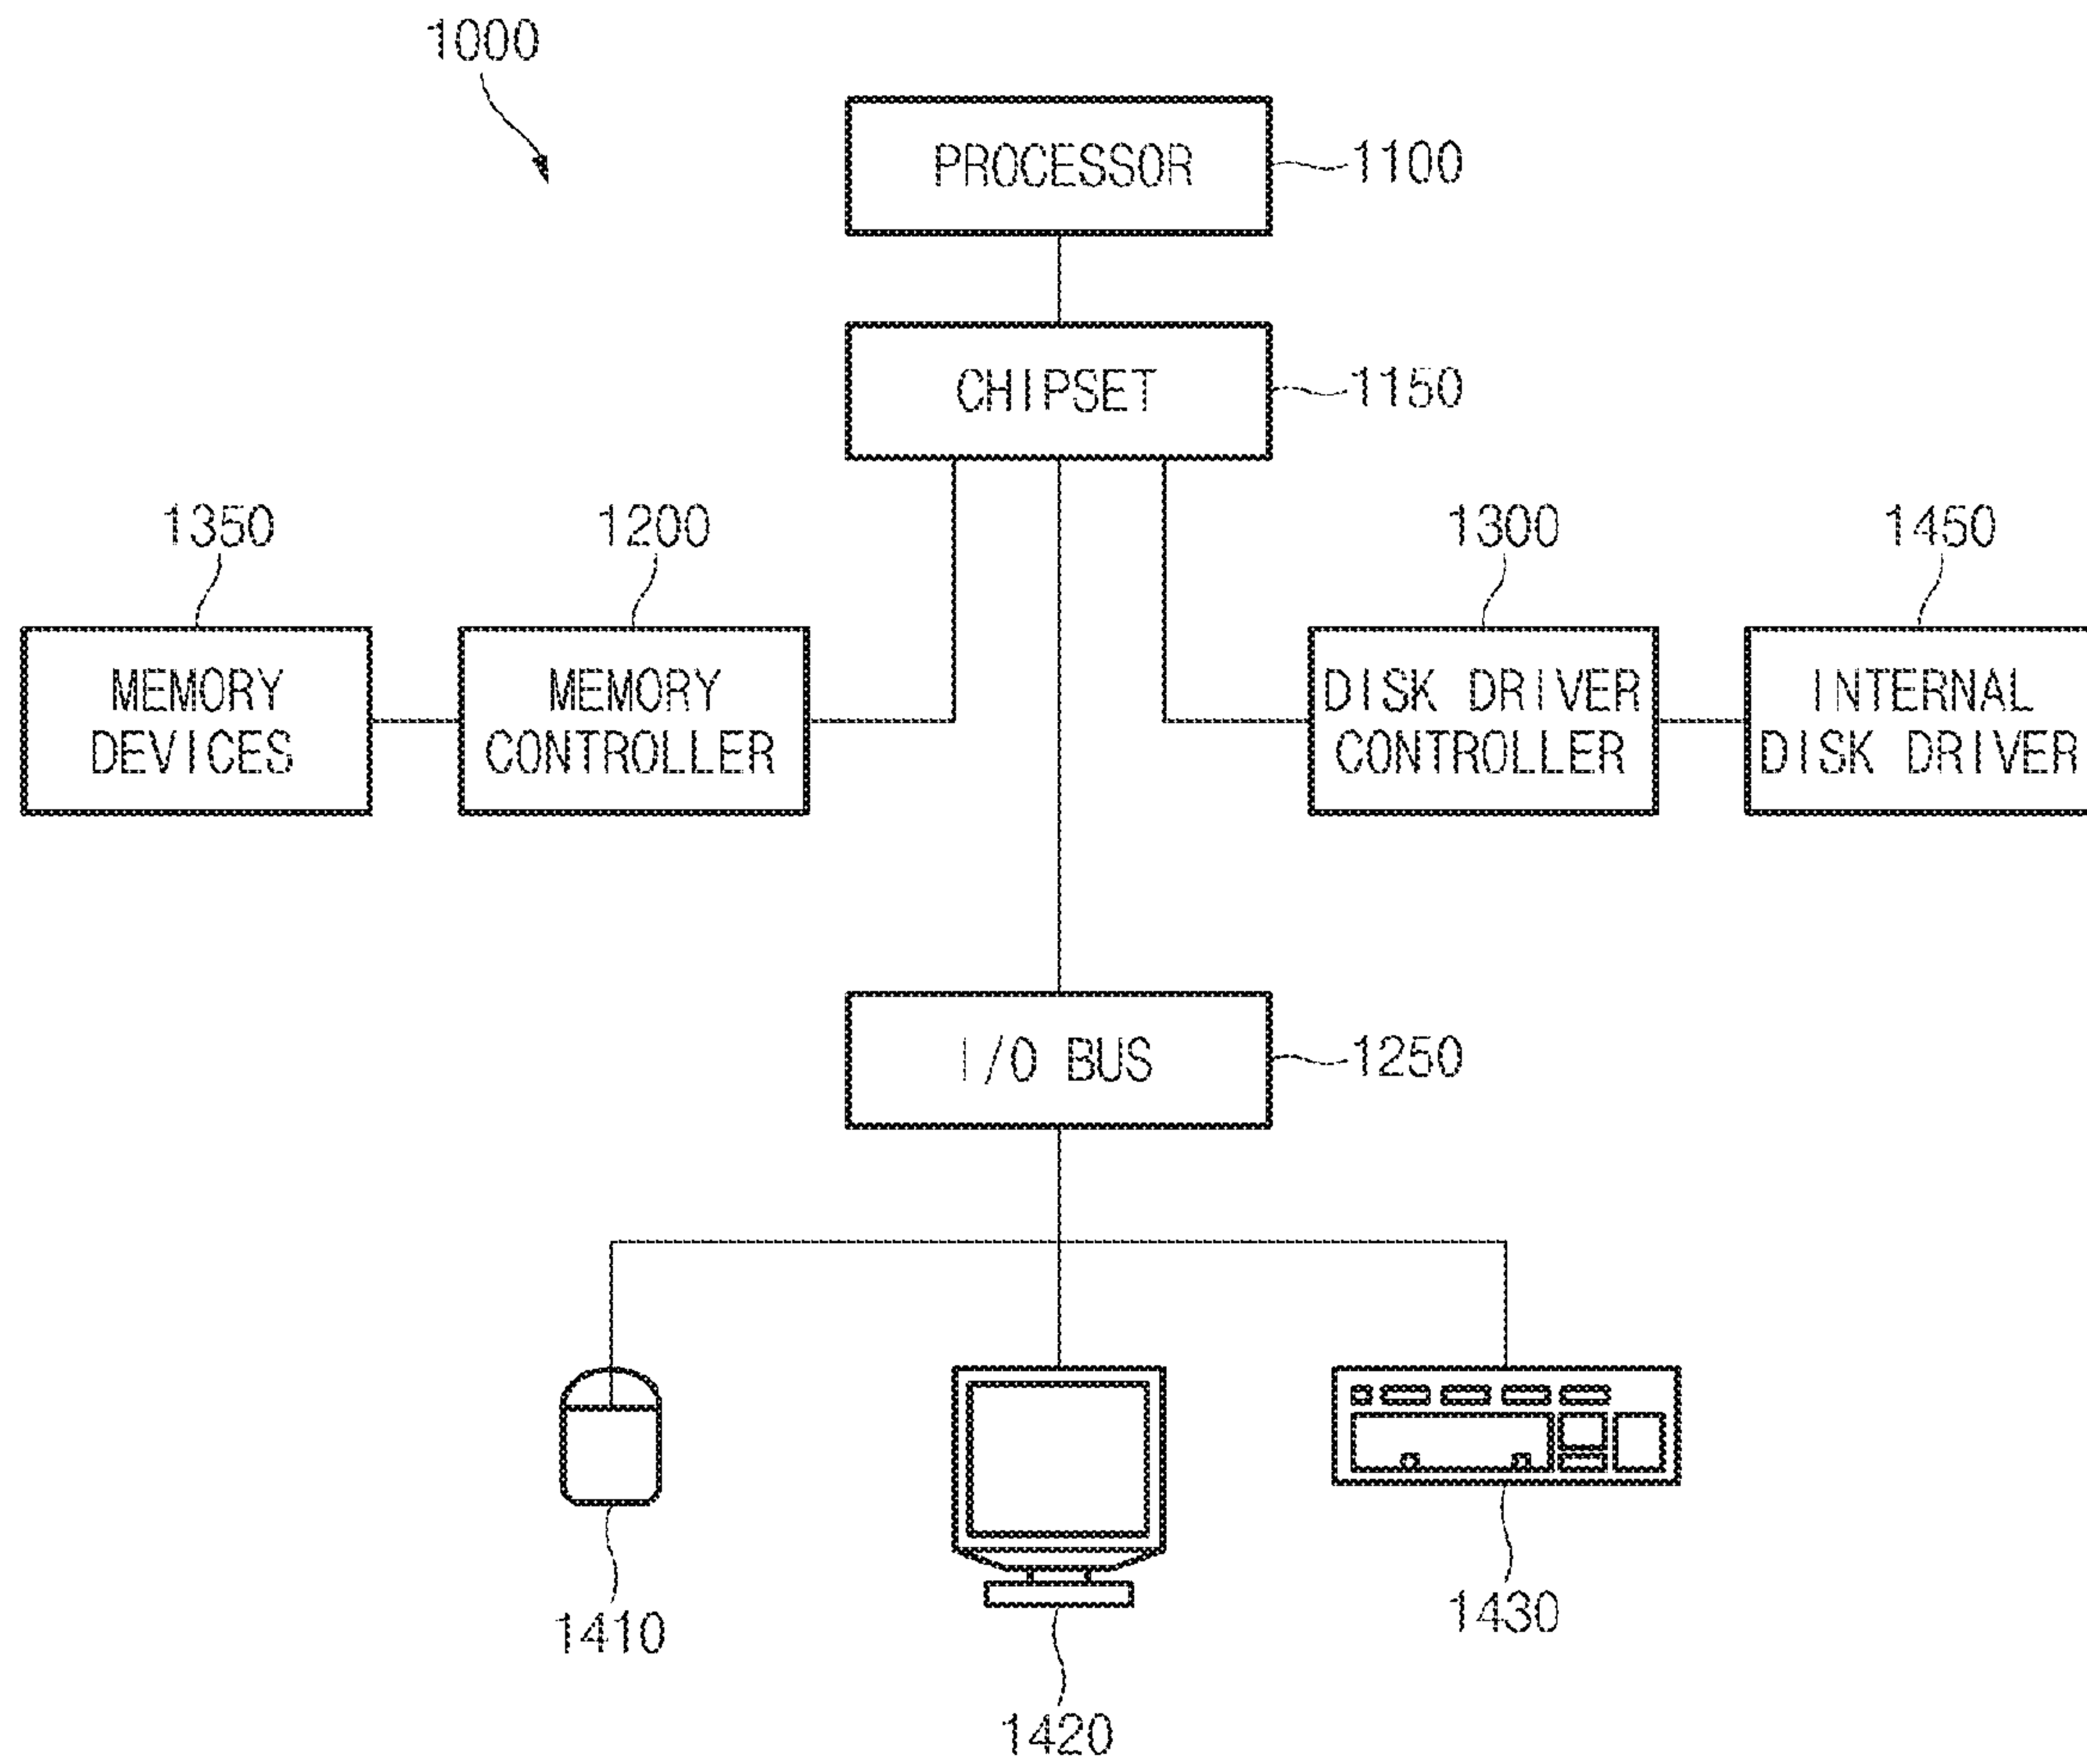 1000
PROCESSOR
1100
CHIPSET
1150
1350
1200
1300
1450
MEMORY
DEVICES
MEMORY
CONTROLLER
DISK DRIVER
CONTROLLER
INTERNAL
DISK DRIVER
I/O BUS
1250
1410
1420
1430